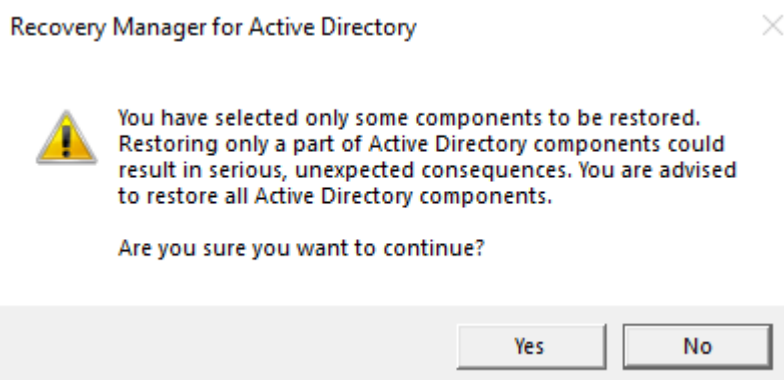 Recovery Manager for Active Directory
You have selected only some components to be restored.
Restoring only a part of Active Directory components could
result in serious, unexpected consequences. You are advised
to restore all Active Directory components.
Are you sure you want to continue?
Yes
No